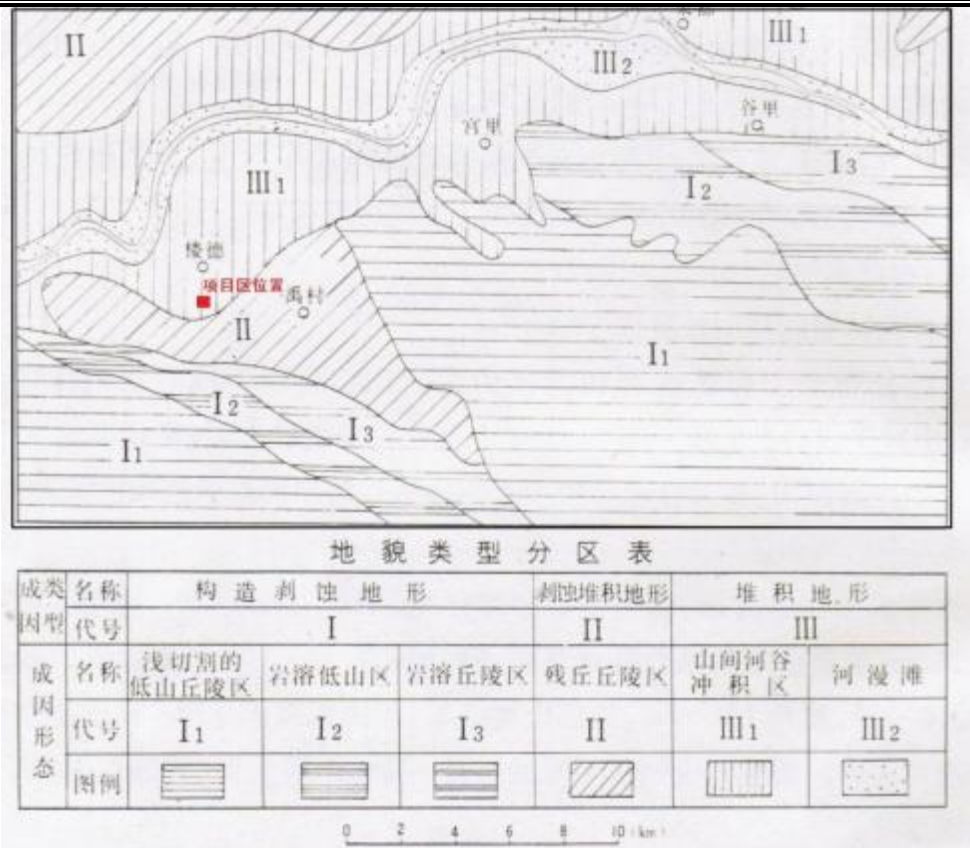 II
III1
III2
谷里
宫里
I3
III1
I2
楼德
项目区位置
禹村
II
I1
I2
I3
I1
地貌类型分区表
成因类型 名称 构造剥蚀地形 剥蚀堆积地形 堆积地形
代号 I II III
成因形态 名称 浅切割的低山丘陵区 岩溶低山区 岩溶丘陵区 残丘丘陵区 山间河谷冲积区 河漫滩
代号 I1 I2 I3 II III1 III2
图例
0 2 4 6 8 10 (km)